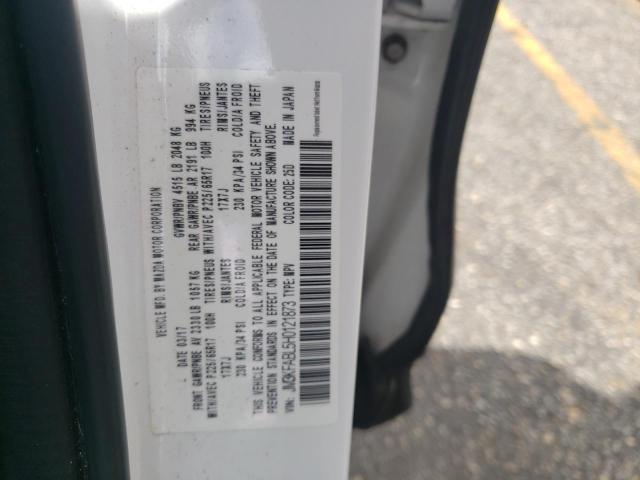 VEHICLE MFD. BY MAZDA MOTOR CORPORATION
DATE 03/17 GVWR/PNBV 4515 LB 2048 KG
FRONT GAWR/PNBE AV 2330 LB 1057 KG REAR GAWR/PNBE AR 2191 LB 994 KG
WITH/AVEC P225/65R17 100H TIRES/PNEUS WITH/AVEC P225/65R17 100H TIRES/PNEUS
17X7J RIMS/JANTES 17X7J RIMS/JANTES
230 KPA/34 PSI COLD/A FROID 230 KPA/34 PSI COLD/A FROID
THIS VEHICLE CONFORMS TO ALL APPLICABLE FEDERAL MOTOR VEHICLE SAFETY AND THEFT
PREVENTION STANDARDS IN EFFECT ON THE DATE OF MANUFACTURE SHOWN ABOVE.
VIN: JM3KFABL5H0121873 TYPE: MPV COLOR CODE: 25D MADE IN JAPAN